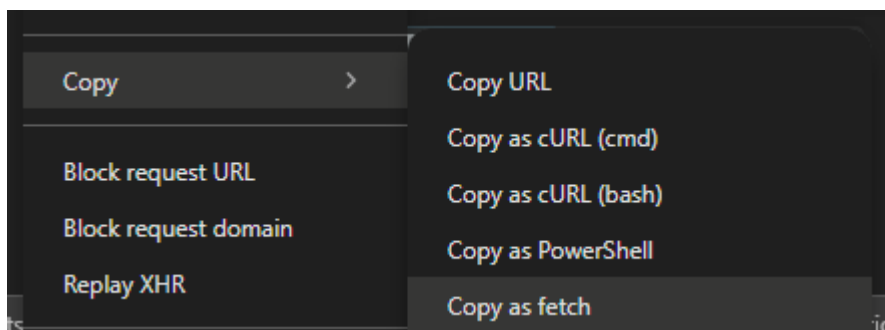 Copy
Block request URL
Block request domain
Replay XHR
Copy URL
Copy as cURL (cmd)
Copy as cURL (bash)
Copy as PowerShell
Copy as fetch